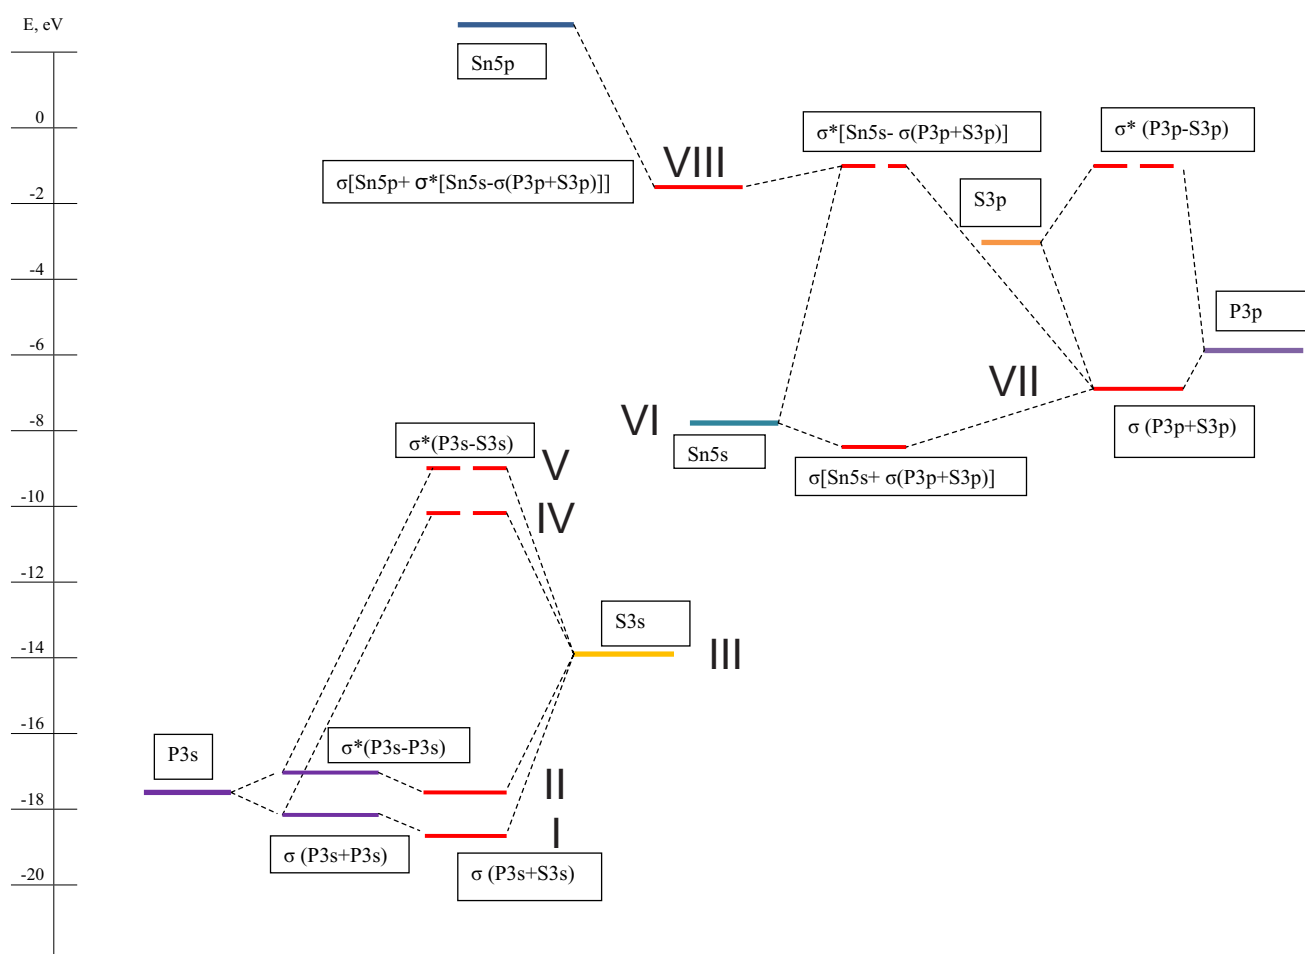 E, eV
Sn5p
0
σ*[Sn5s- σ(P3p+S3p)]
σ* (P3p-S3p)
VIII
σ[Sn5p+ σ*[Sn5s-σ(P3p+S3p)]]
-2
S3p
-4
P3p
-6
VII
VI
σ (P3p+S3p)
-8
σ*(P3s-S3s)
Sn5s
V
σ[Sn5s+ σ(P3p+S3p)]
-10
IV
-12
S3s
-14
III
-16
P3s
σ*(P3s-P3s)
II
-18
I
σ (P3s+P3s)
σ (P3s+S3s)
-20